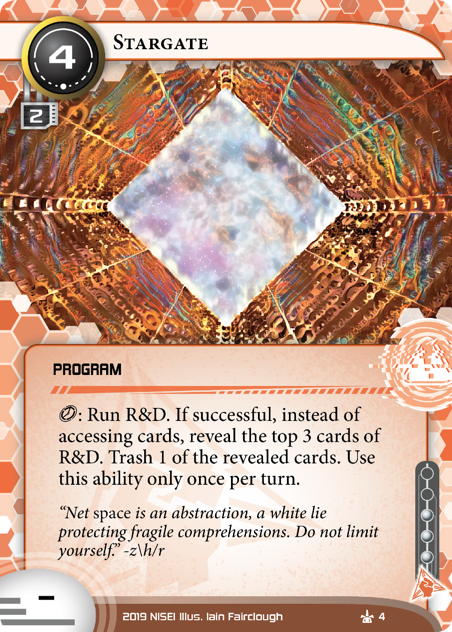 4
STARGATE
2
PROGRAM
: Run R&D. If successful, instead of
accessing cards, reveal the top 3 cards of
R&D. Trash 1 of the revealed cards. Use
this ability only once per turn.
“Net space is an abstraction, a white lie
protecting fragile comprehensions. Do not limit
yourself.” -z\h/r
-
2019 NISEI Illus. Iain Fairclough
4